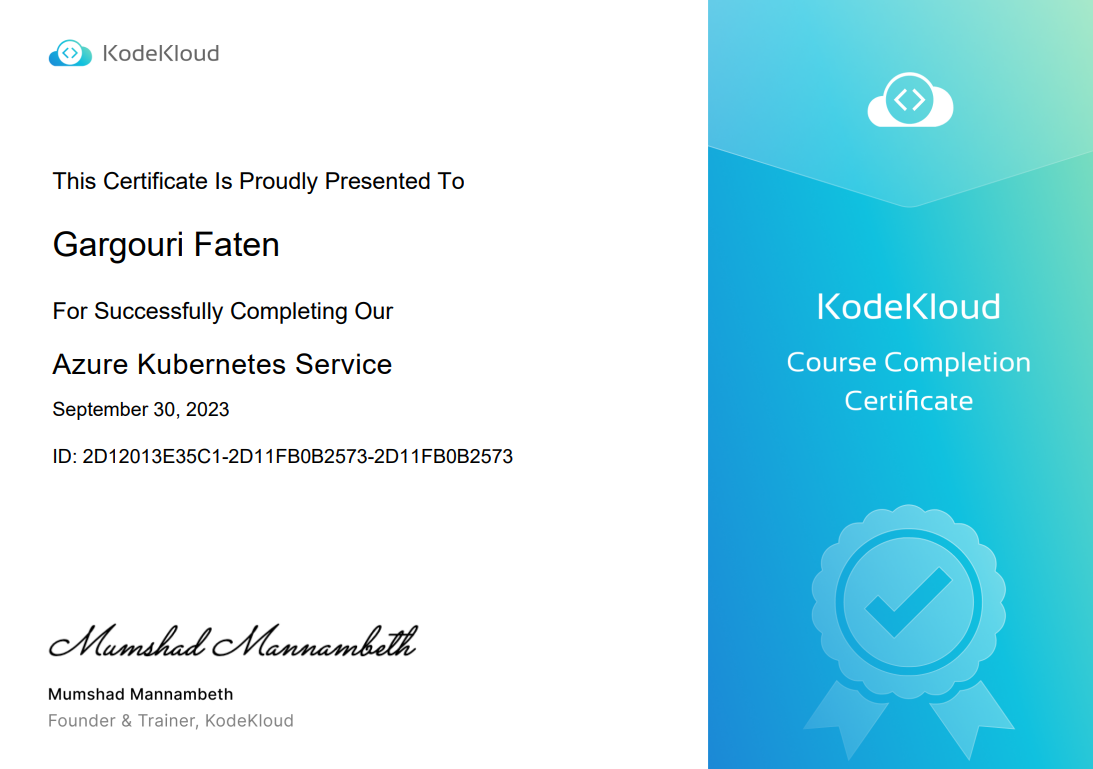 KodeKloud
This Certificate Is Proudly Presented To
Gargouri Faten
For Successfully Completing Our
Azure Kubernetes Service
September 30, 2023
ID: 2D12013E35C1-2D11FB0B2573-2D11FB0B2573
Mumshad Mannambeth
Mumshad Mannambeth
Founder & Trainer, KodeKloud
KodeKloud
Course Completion
Certificate